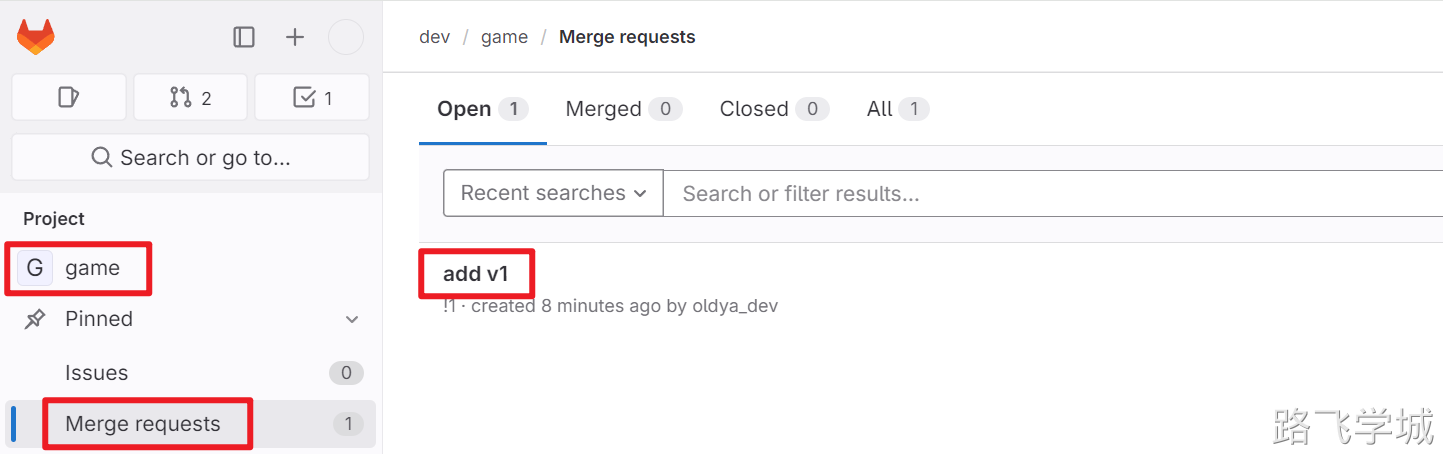 2
1
Search or go to...
Project
G game
Pinned
Issues 0
Merge requests 1
dev / game / Merge requests
Open 1 Merged 0 Closed 0 All 1
Recent searches Search or filter results...
add v1
!1 · created 8 minutes ago by oldya_dev
路飞学城